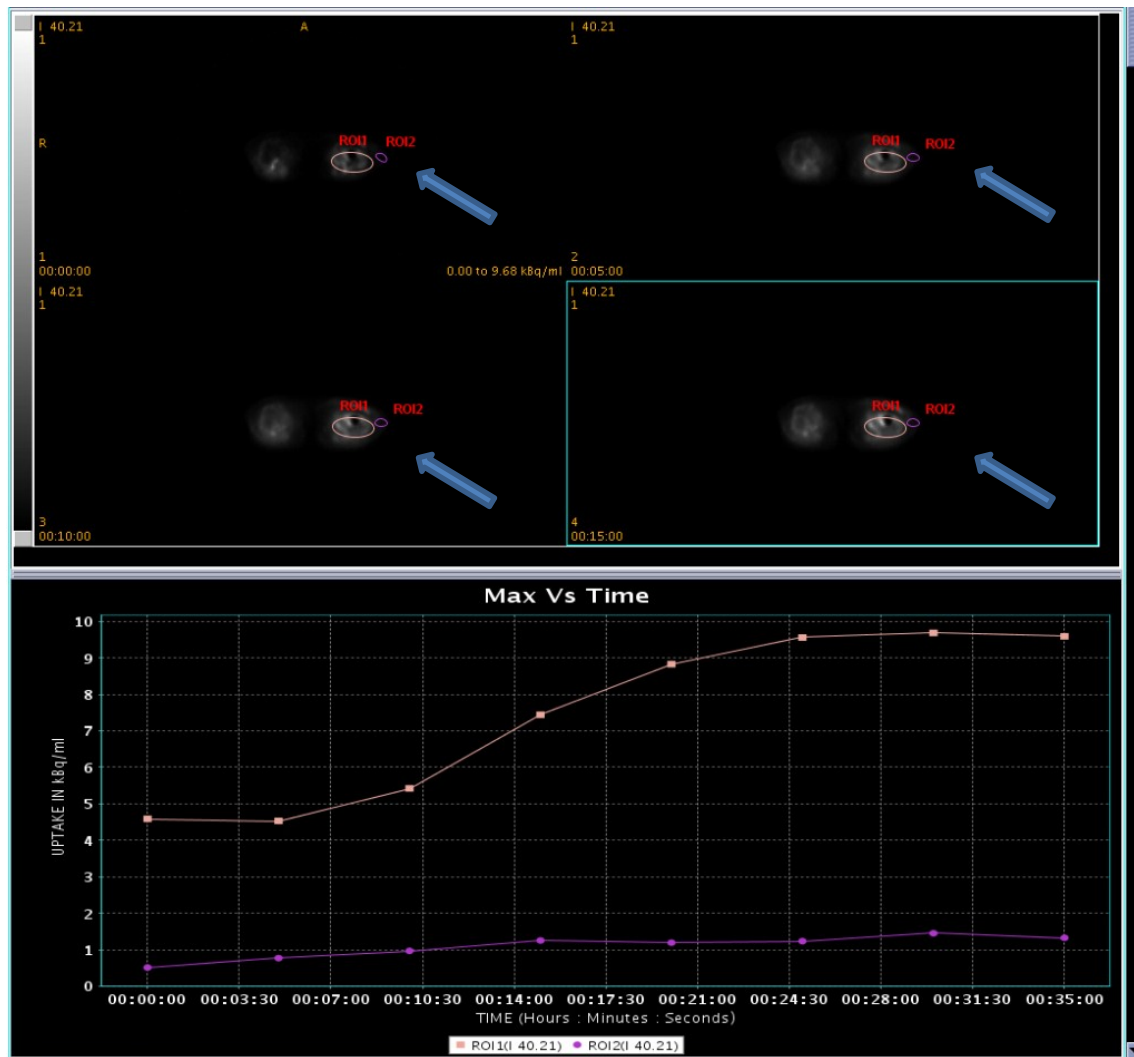 I 40.21
1
A
R
ROI1 ROI2
1
00:00:00
0.00 to 9.68 kBq/ml
I 40.21
1
ROI1 ROI2
2
00:05:00
I 40.21
1
ROI1 ROI2
3
00:10:00
I 40.21
1
ROI1 ROI2
4
00:15:00
Max Vs Time
UPTAKE IN kBq/ml
10
9
8
7
6
5
4
3
2
1
0
00:00:00 00:03:30 00:07:00 00:10:30 00:14:00 00:17:30 00:21:00 00:24:30 00:28:00 00:31:30 00:35:00
TIME (Hours : Minutes : Seconds)
ROI1(I 40.21) ROI2(I 40.21)